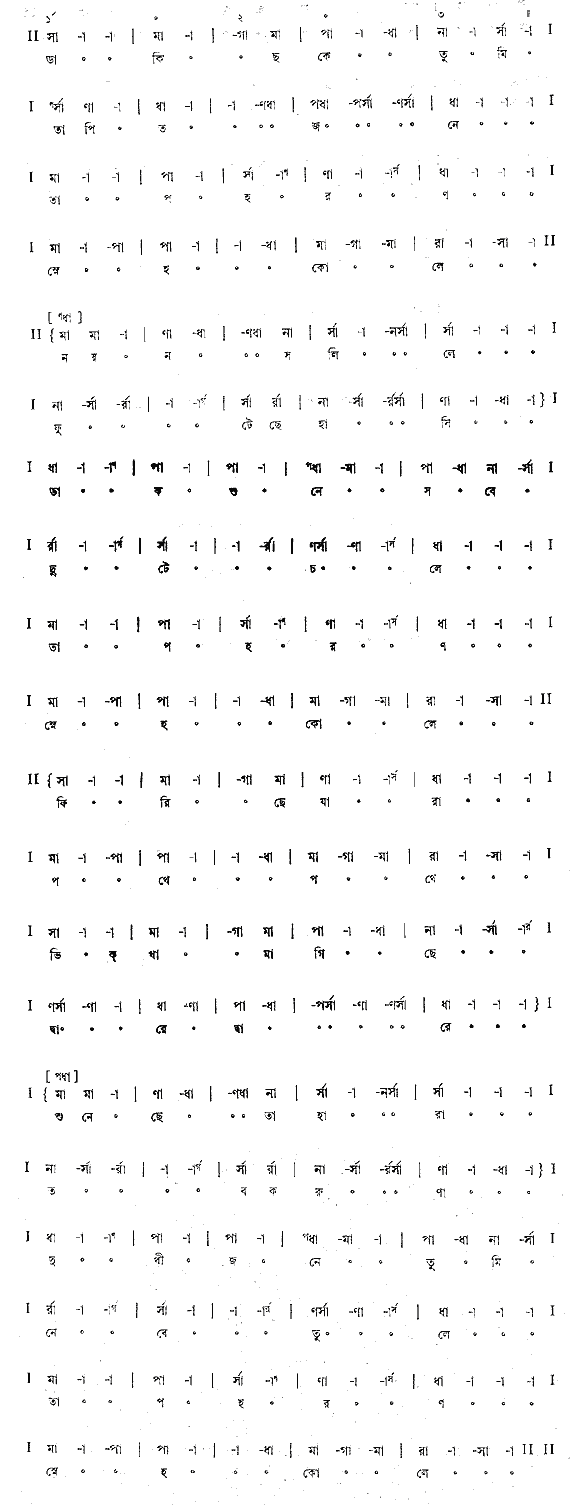 ১´ ০ ২ ০ ৩ ৪
II সা -া -া | মা -া | -গা মা | পা -া -ধা | না -া -র্সা -া I
ডা ০ ০ কি ০ ০ ছ কে ০ ০ তু ০ মি ০
I র্সা ণা -া | ধা -া | -া -ণধা | পধা -পর্সা -ণর্সা | ধা -া -া -া I
তা পি ০ ত ০ ০ ০০ জ০ ০০ ০০ নে ০ ০ ০
I মা -া -া | পা -া | র্সা -া | ণা -া -া | ধা -া -া -া I
তা ০ ০ প ০ হ ০ র ০ ০ ণ ০ ০ ০
I মা -া -পা | পা -া | -া -ধা | মা -গা -মা | রা -া -সা -া II
স্নে ০ ০ হ ০ ০ ০ কো ০ ০ লে ০ ০ ০
[ ণধা ]
II { মা মা -া | ণা -ধা | -ণধা না | র্সা -া -নর্সা | র্সা -া -া -া I
ন য় ০ ন ০ ০০ স লি ০ ০০ লে ০ ০ ০
I না -র্সা -র্রা | -া -া | র্সা র্রা | না -র্সা -র্রর্সা | ণা -া -ধা -া } I
ফু ০ ০ ০ ০ টে ছে হা ০ ০০ সি ০ ০ ০
I ধা -া -া | পা -া | পা -া | ধা -মা -া | পা -ধা না -র্সা I
ডা ০ ০ ক ০ শু ০ নে ০ ০ স ০ বে ০
I র্রা -া -া | র্সা -া | -া -র্রা | ণর্সা -ণা -া | ধা -া -া -া I
ছু ০ ০ টে ০ ০ ০ চ০ ০ ০ লে ০ ০ ০
I মা -া -া | পা -া | র্সা -া | ণা -া -া | ধা -া -া -া I
তা ০ ০ প ০ হ ০ র ০ ০ ণ ০ ০ ০
I মা -া -পা | পা -া | -া -ধা | মা -গা -মা | রা -া -সা -া II
স্নে ০ ০ হ ০ ০ ০ কো ০ ০ লে ০ ০ ০
II { সা -া -া | মা -া | -গা মা | ণা -া -া | ধা -া -া -া I
ফি ০ ০ রি ০ ০ ছে যা ০ ০ রা ০ ০ ০
I মা -া -পা | পা -া | -া -ধা | মা -গা -মা | রা -া -সা -া I
প ০ ০ থে ০ ০ ০ প ০ ০ থে ০ ০ ০
I সা -া -া | মা -া | -গা মা | পা -া -ধা | না -া -র্সা -া I
ভি ০ ক্ খা ০ ০ মা গি ০ ০ ছে ০ ০ ০
I ণর্সা -ণা -া | ধা -ণা | পা -ধা | -পর্সা -ণা -ণর্সা | ধা -া -া -া } I
দ্বা০ ০ ০ রে ০ দ্বা ০ ০০ ০ ০০ রে ০ ০ ০
[ পধা ]
I { মা মা -া | ণা -ধা | -ণধা না | র্সা -া -নর্সা | র্সা -া -া -া I
শু নে ০ ছে ০ ০০ তা হা ০ ০০ রা ০ ০ ০
I না -র্সা -র্রা | -া -া | র্সা র্রা | না -র্সা -র্রর্সা | ণা -া -ধা -া } I
ত ০ ০ ০ ০ ব ক রু ০ ০০ ণা ০ ০ ০
I ধা -া -া | পা -া | পা -া | ধা -মা -া | পা -ধা না -র্সা I
দু ০ ০ খী ০ জ ০ নে ০ ০ তু ০ মি ০
I র্রা -া -া | র্সা -া | -া -া | ণর্সা -ণা -া | ধা -া -া -া I
নে ০ ০ বে ০ ০ ০ তু০ ০ ০ লে ০ ০ ০
I মা -া -া | পা -া | র্সা -া | ণা -া -া | ধা -া -া -া I
তা ০ ০ প ০ হ ০ র ০ ০ ণ ০ ০ ০
I মা -া -পা | পা -া | -া -ধা | মা -গা -মা | রা -া -সা -া II II
স্নে ০ ০ হ ০ ০ ০ কো ০ ০ লে ০ ০ ০